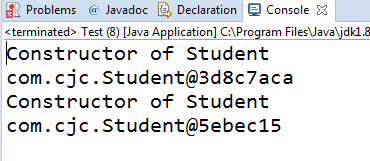 Problems @ Javadoc Declaration Console
<terminated> Test (8) [Java Application] C:\Program Files\Java\jdk1.8
Constructor of Student
com.cjc.Student@3d8c7aca
Constructor of Student
com.cjc.Student@5ebec15